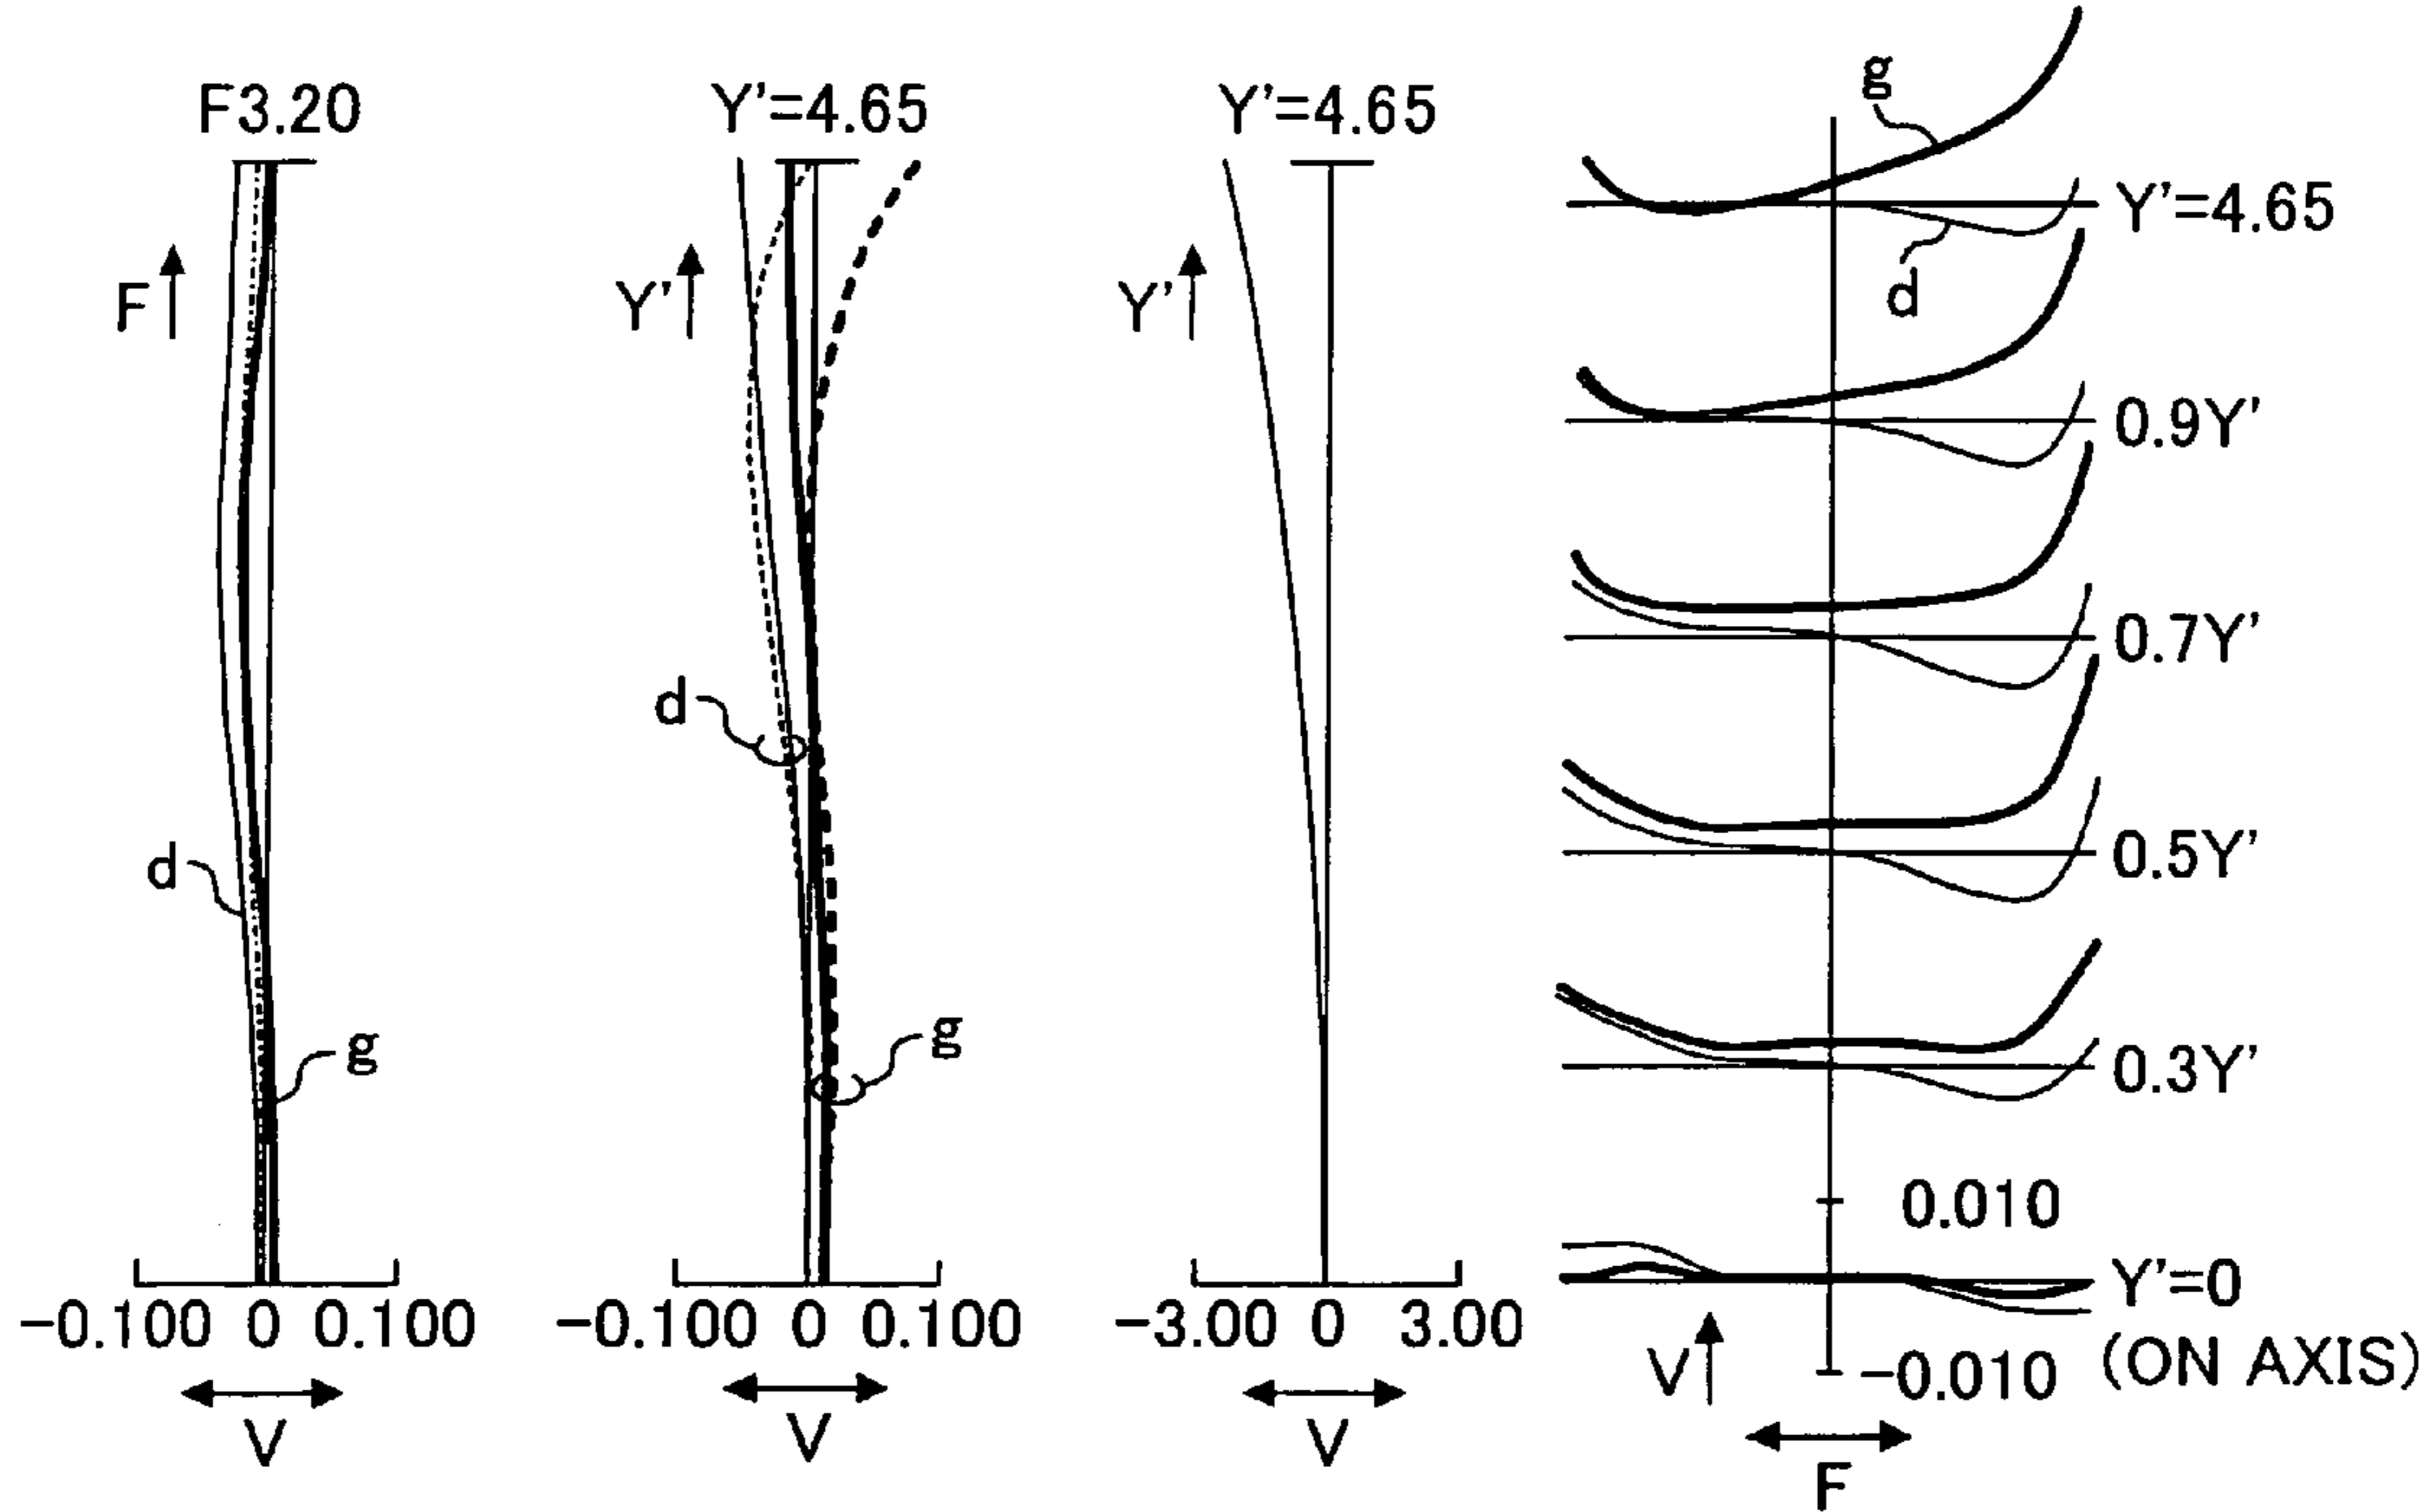 F3.20
F
d
g
-0.100 0 0.100
V
Y'=4.65
Y'
d
g
-0.100 0 0.100
V
Y'=4.65
Y'
-3.00 0 3.00
V
g
Y'=4.65
d
0.9Y'
0.7Y'
0.5Y'
0.3Y'
0.010
Y'=0
(ON AXIS)
-0.010
V
F